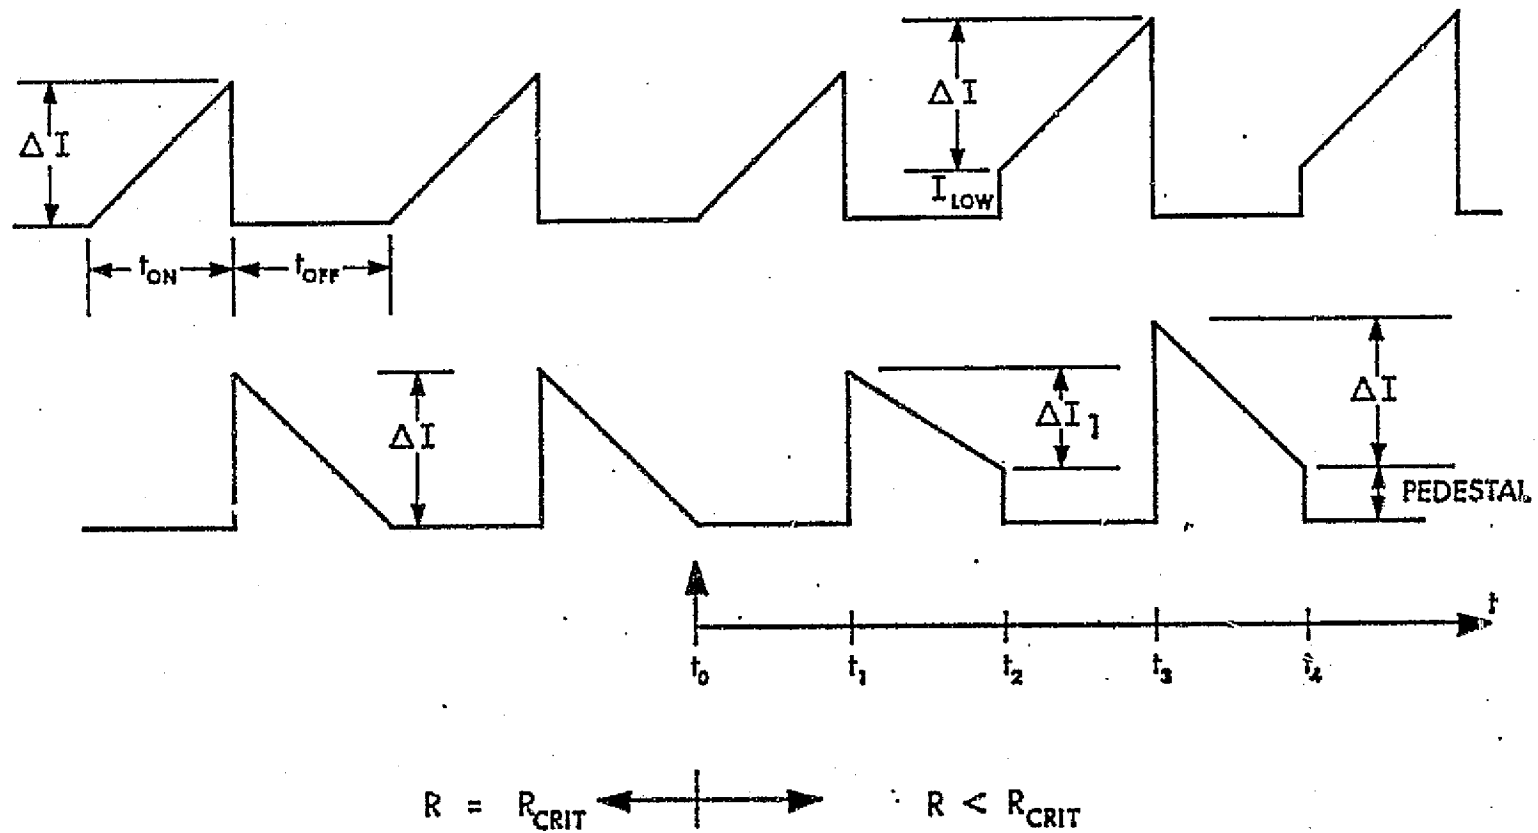 ΔI
ΔI
I_LOW
t_ON
t_OFF
ΔI
ΔI_1
ΔI
PEDESTAL
t
t_0
t_1
t_2
t_3
t_4
R = R_CRIT
R < R_CRIT